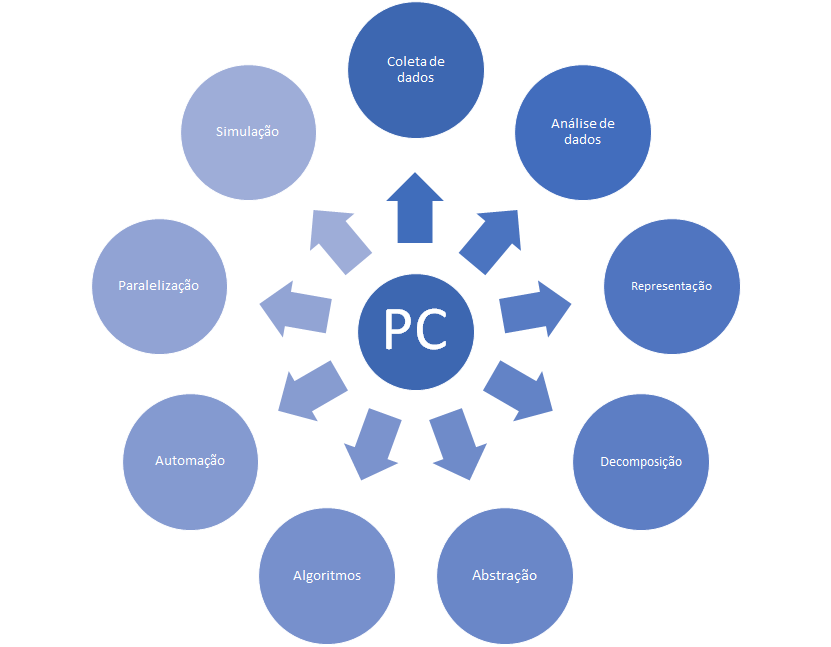 Coleta de
dados
Análise de
dados
Representação
Decomposição
Abstração
Algoritmos
Automação
Paralelização
Simulação
PC